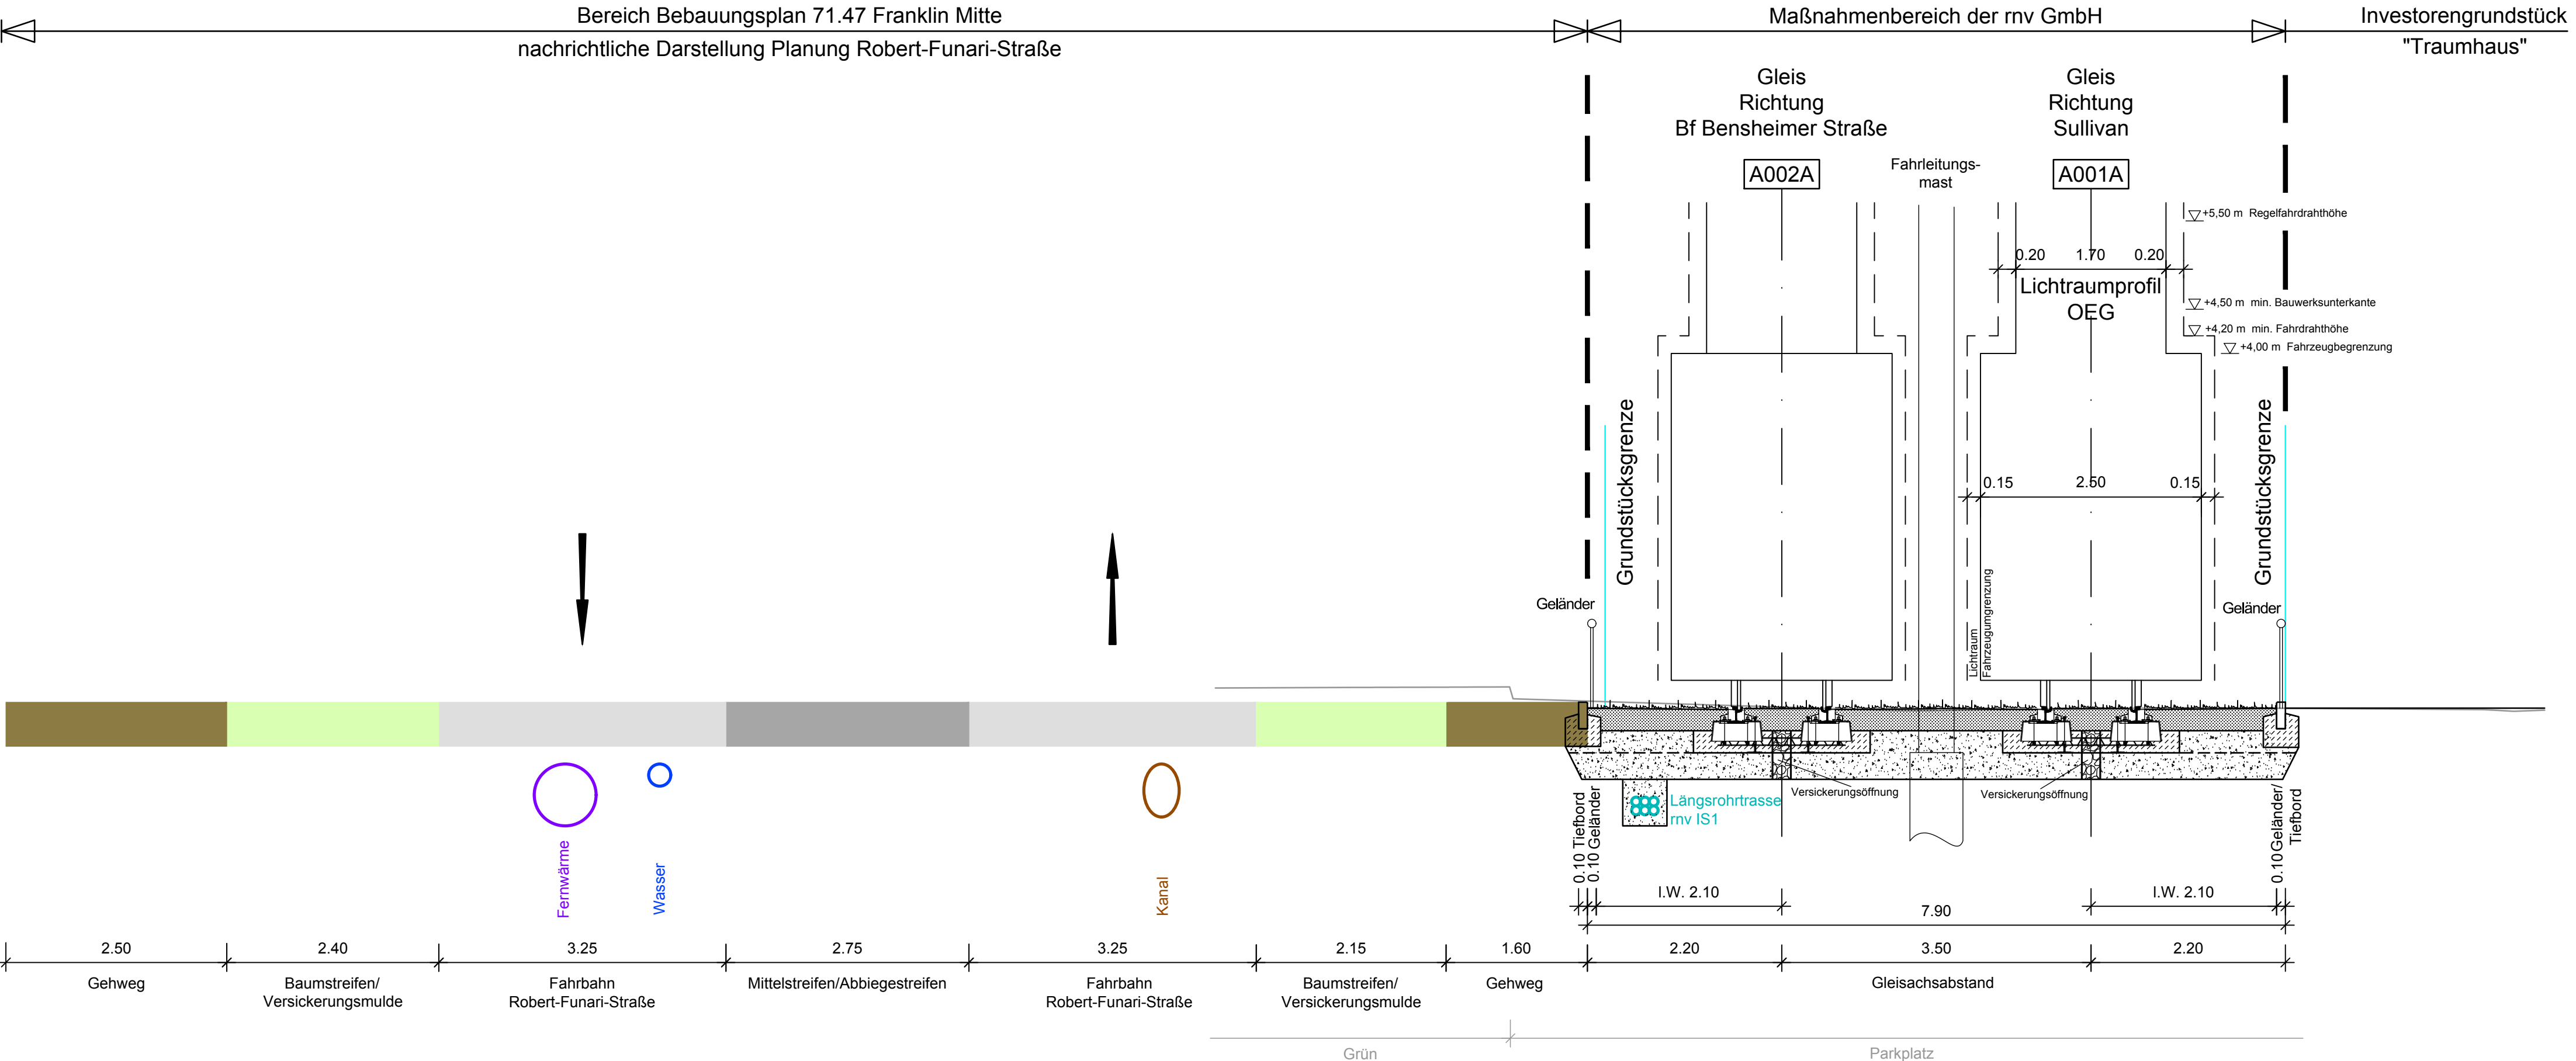 Bereich Bebauungsplan 71.47 Franklin Mitte
nachrichtliche Darstellung Planung Robert-Funari-Straße
Maßnahmenbereich der rnv GmbH
Investorengrundstück
"Traumhaus"
Gleis
Richtung
Bf Bensheimer Straße
A002A
Fahrleitungs-
mast
Gleis
Richtung
Sullivan
A001A
+5,50 m Regelfahrdrahthöhe
0.20 1.70 0.20
Lichtraumprofil
OEG
+4,50 m min. Bauwerksunterkante
+4,20 m min. Fahrdrahthöhe
+4,00 m Fahrzeugbegrenzung
Grundstücksgrenze
Grundstücksgrenze
0.15 2.50 0.15
Lichtraum
Fahrzeugumgrenzung
Geländer
Geländer
Versickerungsöffnung
Versickerungsöffnung
Längsrohrtrasse
rnv IS1
Fernwärme
Wasser
Kanal
0.10 Tiefbord
0.10 Geländer
0.10 Geländer/
Tiefbord
l.W. 2.10
l.W. 2.10
7.90
2.50
2.40
3.25
2.75
3.25
2.15
1.60
2.20
3.50
2.20
Gehweg
Baumstreifen/
Versickerungsmulde
Fahrbahn
Robert-Funari-Straße
Mittelstreifen/Abbiegestreifen
Fahrbahn
Robert-Funari-Straße
Baumstreifen/
Versickerungsmulde
Gehweg
Gleisachsabstand
Grün
Parkplatz